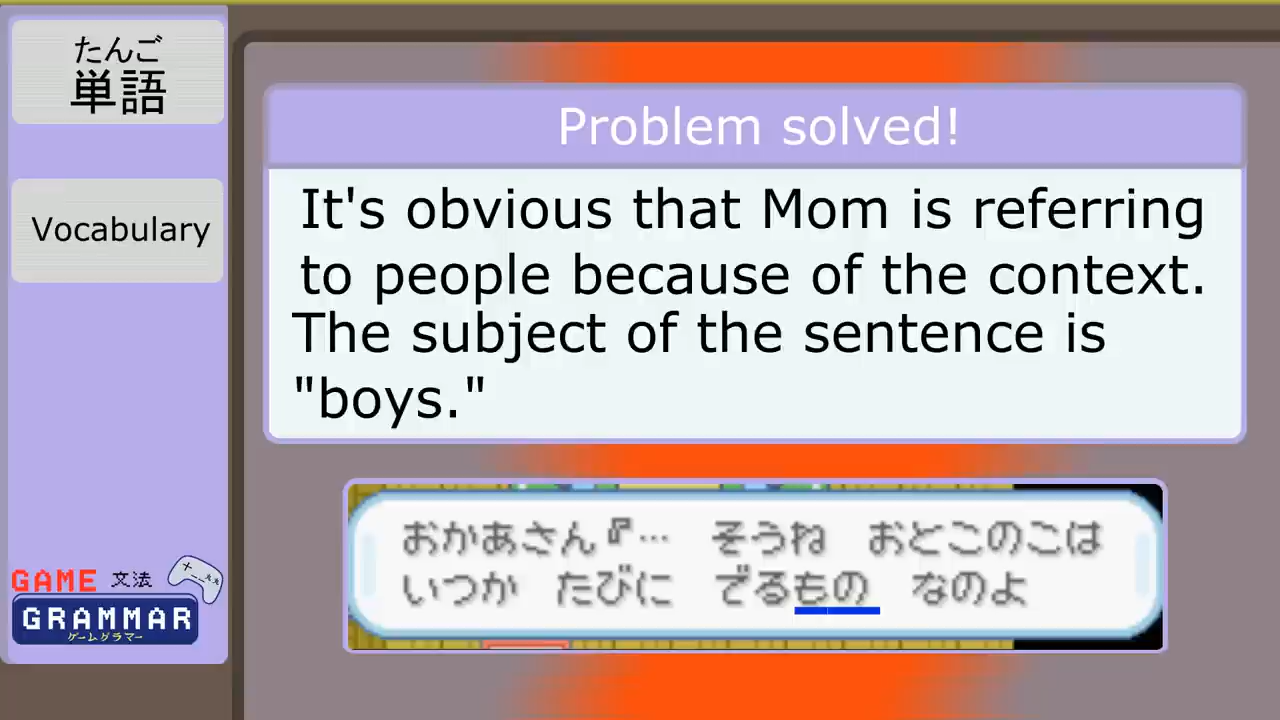 たんご
単語
Vocabulary
GAME 文法
GRAMMAR
ゲームグラマー
Problem solved!
It's obvious that Mom is referring
to people because of the context.
The subject of the sentence is
"boys."
おかあさん『… そうね おとこのこは
いつか たびに でるもの なのよ